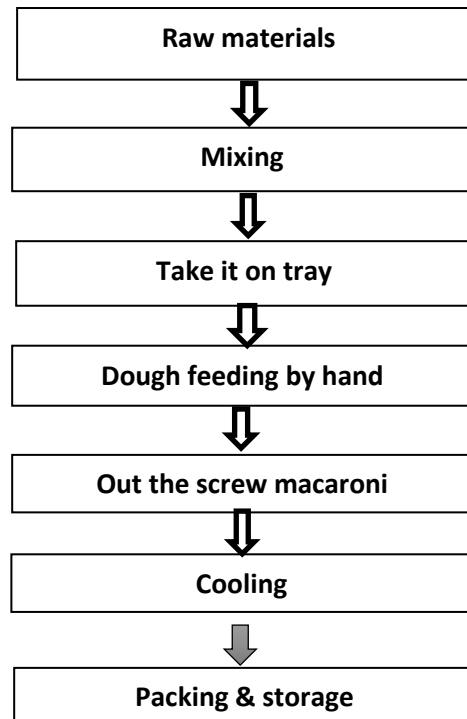 Raw materials
Mixing
Take it on tray
Dough feeding by hand
Out the screw macaroni
Cooling
Packing & storage